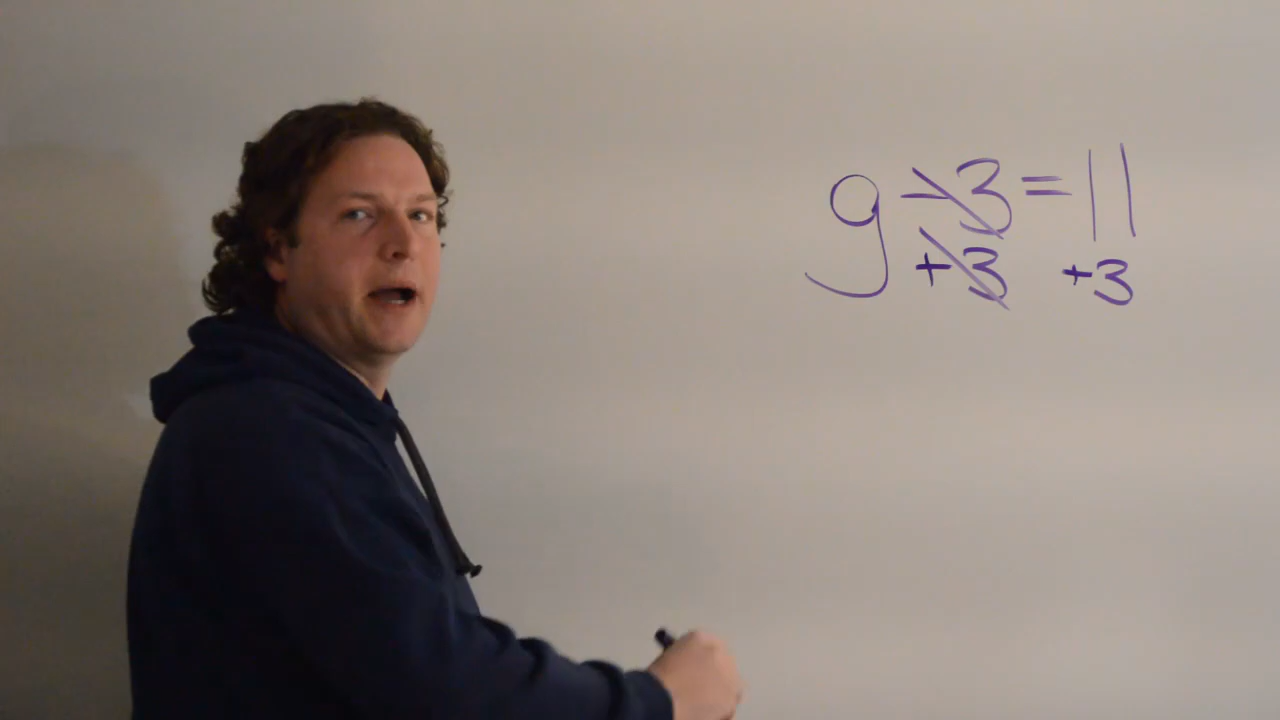 g - 3 = 11
+ 3 + 3